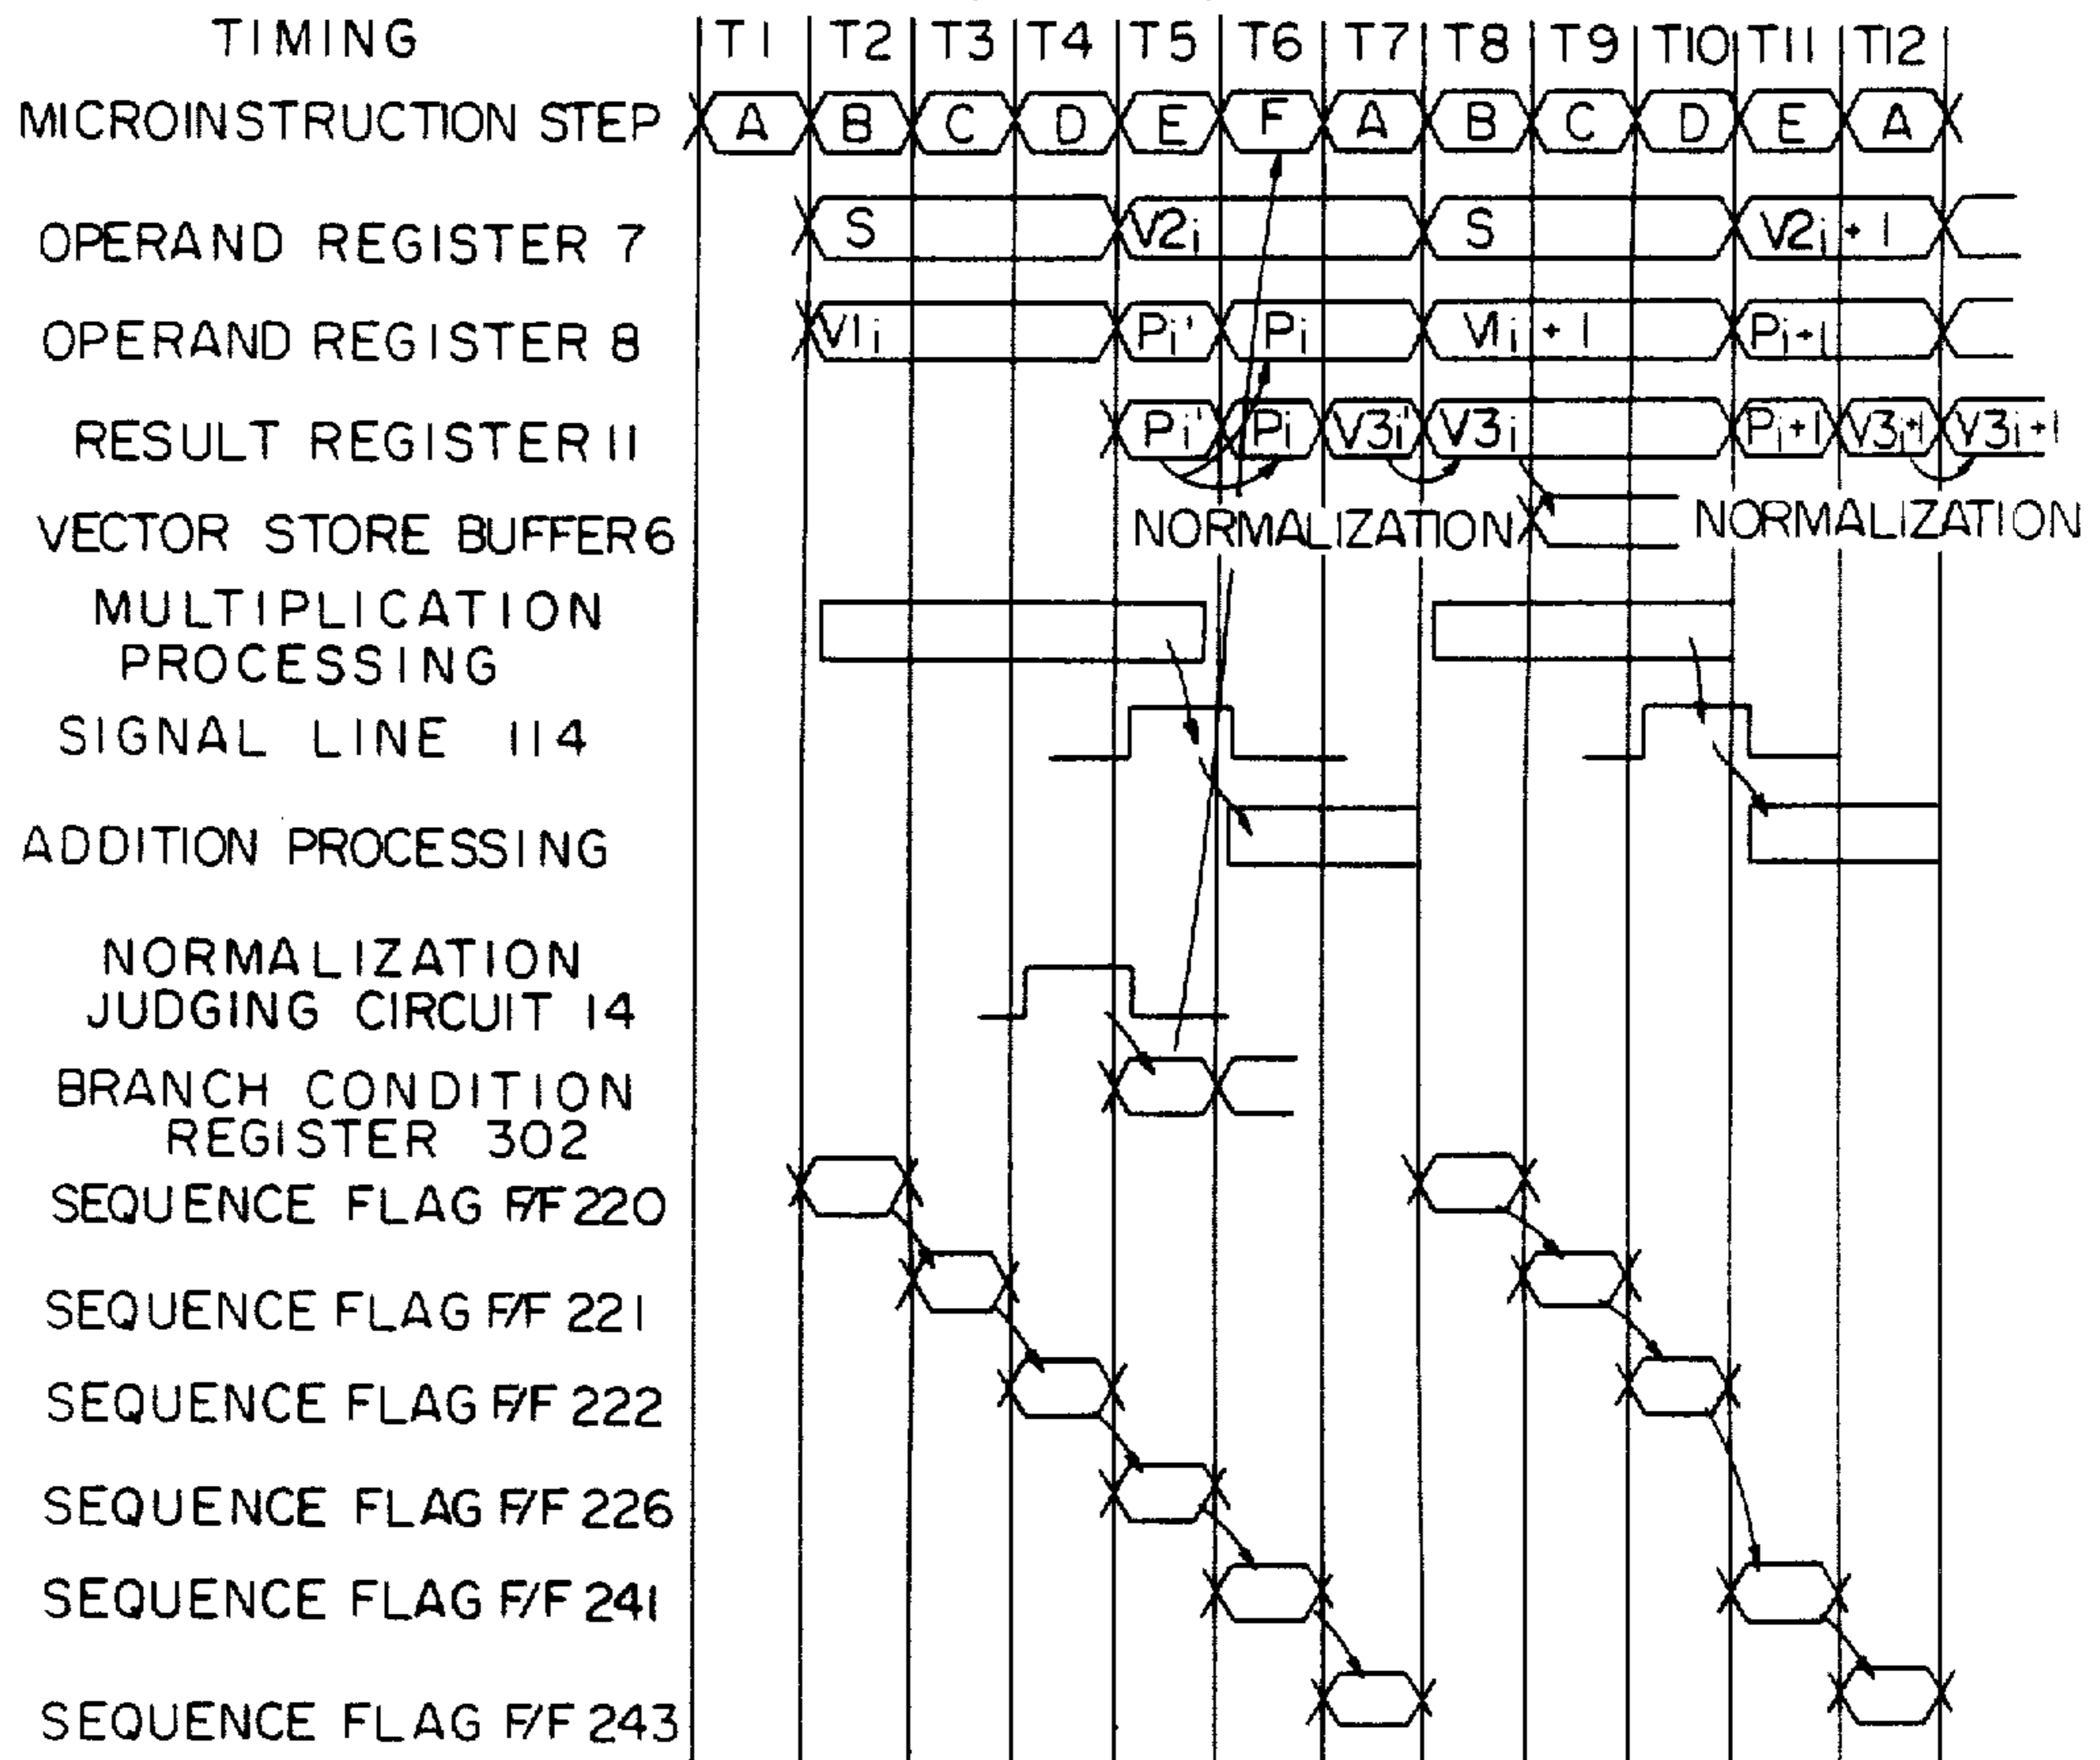 TIMING T1 T2 T3 T4 T5 T6 T7 T8 T9 T10 T11 T12
MICROINSTRUCTION STEP A B C D E F A B C D E A
OPERAND REGISTER 7 S V2i S V2i+1
OPERAND REGISTER 8 V1i Pi' Pi V1i+1 Pi+1
RESULT REGISTER 11 Pi' Pi V3i' V3i Pi+1 V3i+1 V3i+1
VECTOR STORE BUFFER 6 NORMALIZATION NORMALIZATION
MULTIPLICATION
PROCESSING
SIGNAL LINE 114
ADDITION PROCESSING
NORMALIZATION
JUDGING CIRCUIT 14
BRANCH CONDITION
REGISTER 302
SEQUENCE FLAG F/F 220
SEQUENCE FLAG F/F 221
SEQUENCE FLAG F/F 222
SEQUENCE FLAG F/F 226
SEQUENCE FLAG F/F 241
SEQUENCE FLAG F/F 243